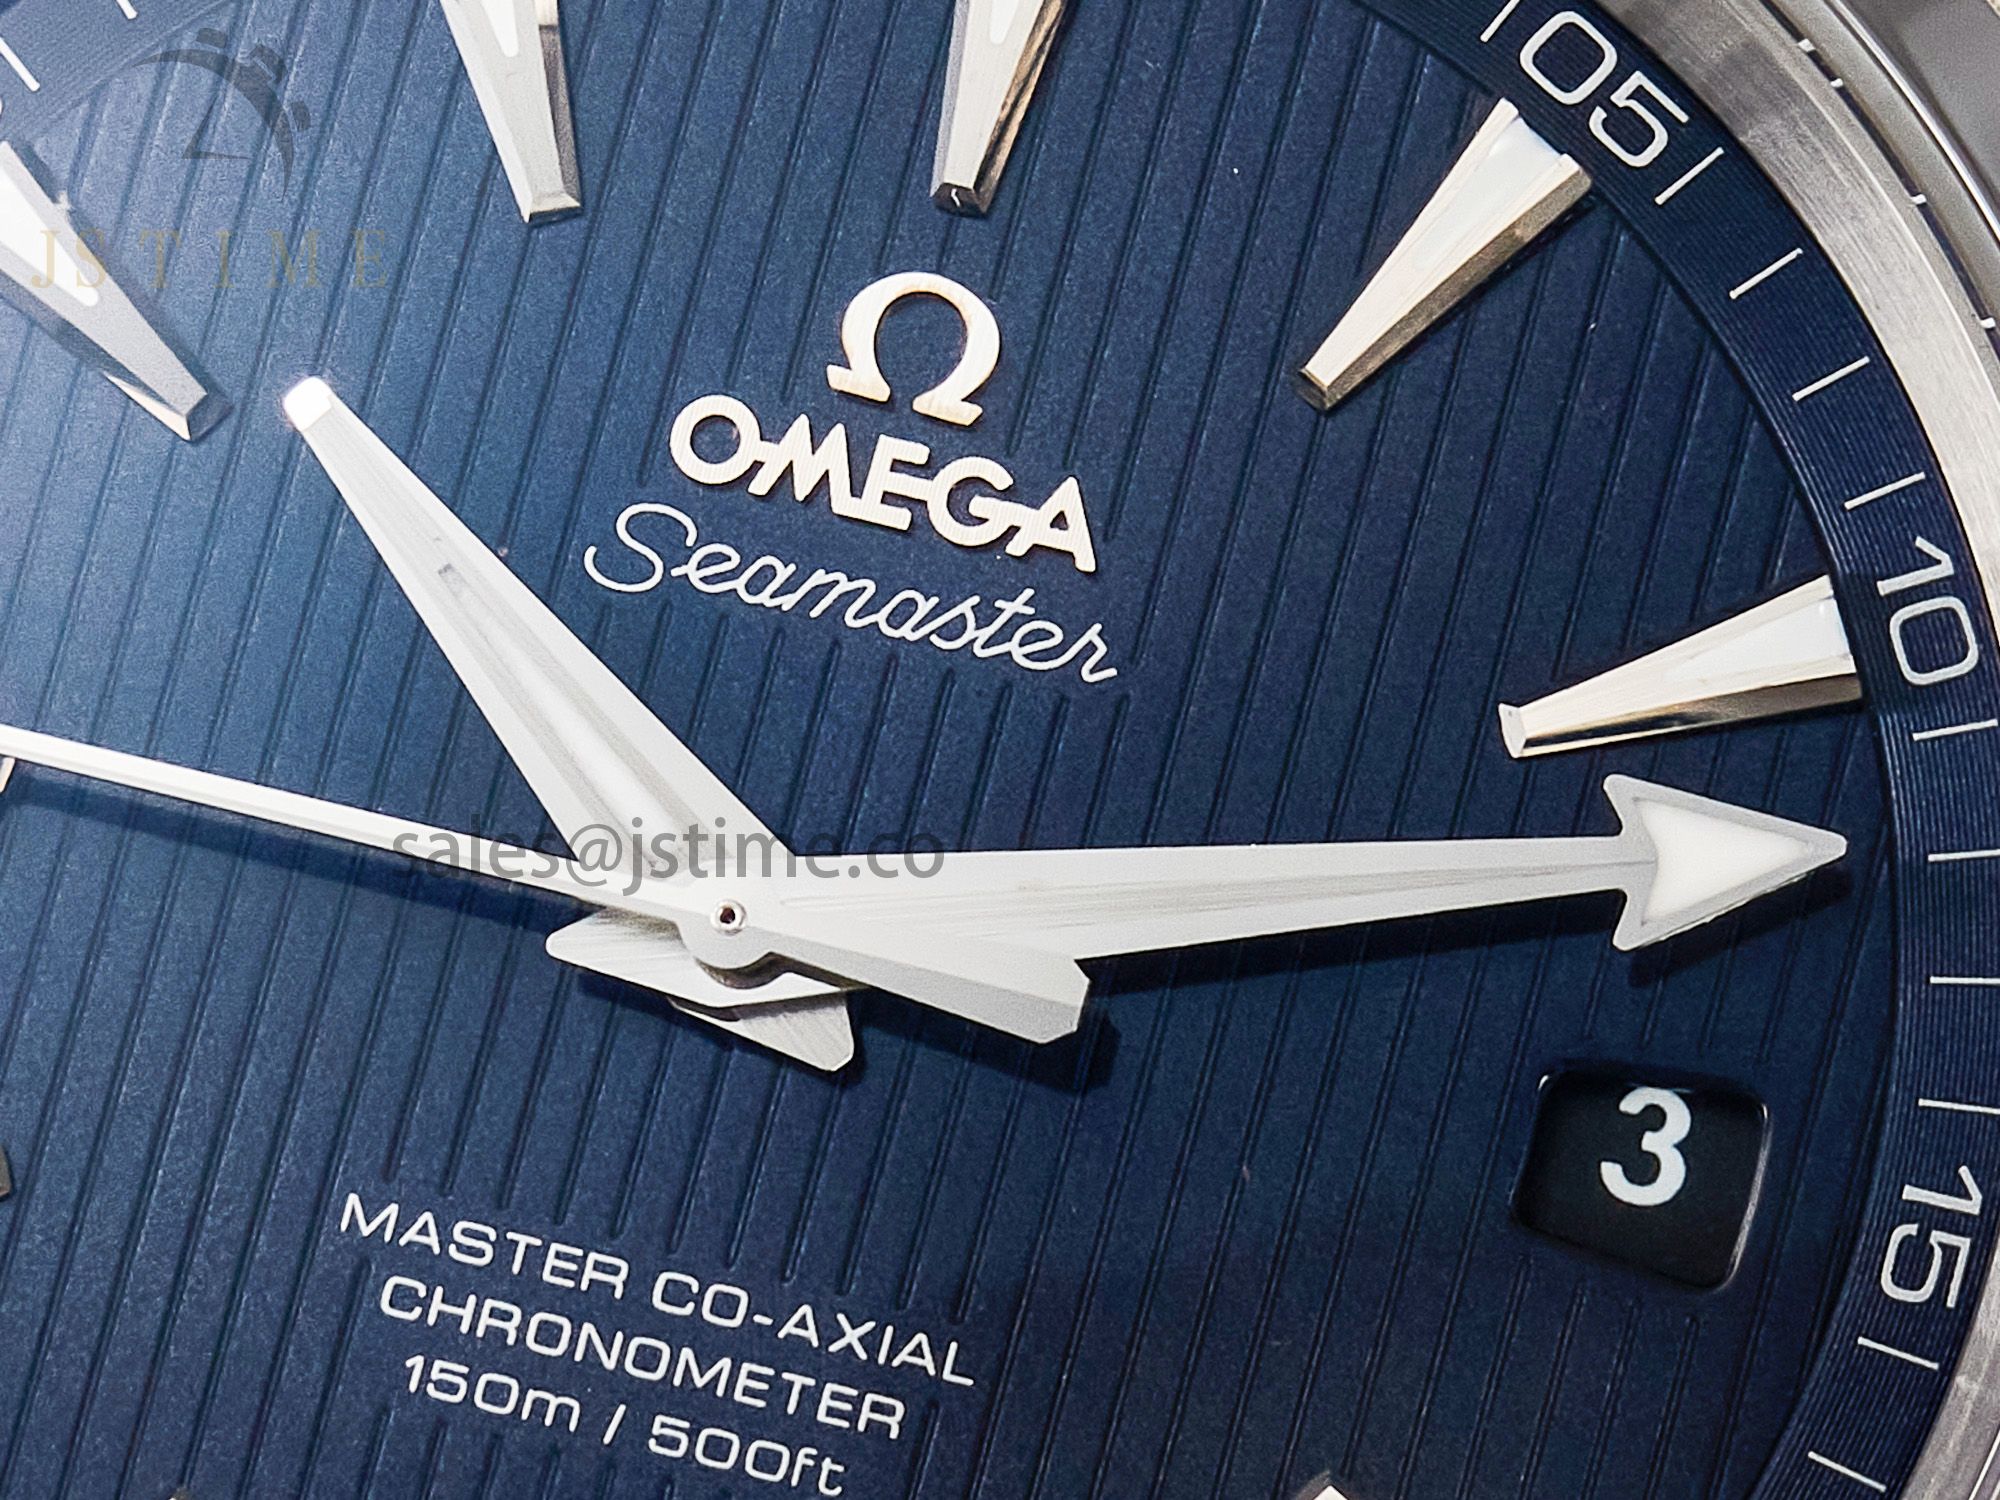 05
JSTIME
Ω
OMEGA
Seamaster
10
sales@jstime.co
3
15
MASTER CO-AXIAL
CHRONOMETER
150m / 500ft